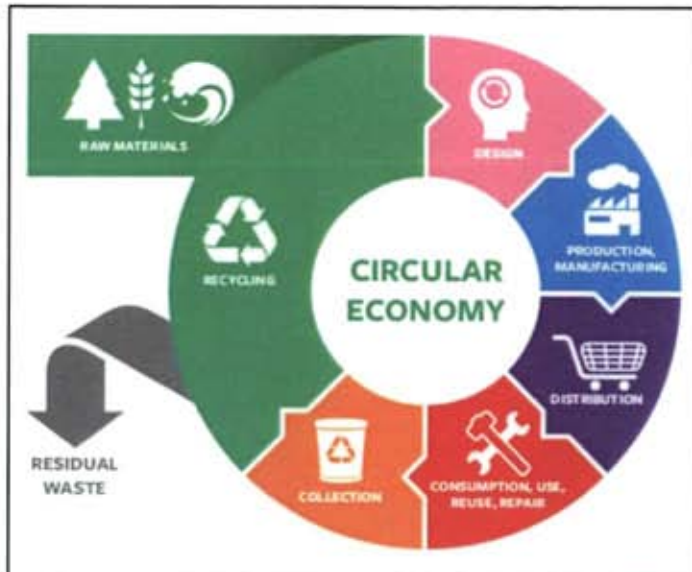 RAW MATERIALS
DESIGN
PRODUCTION,
MANUFACTURING
RECYCLING
CIRCULAR
ECONOMY
DISTRIBUTION
RESIDUAL
WASTE
COLLECTION
CONSUMPTION, USE,
REUSE, REPAIR